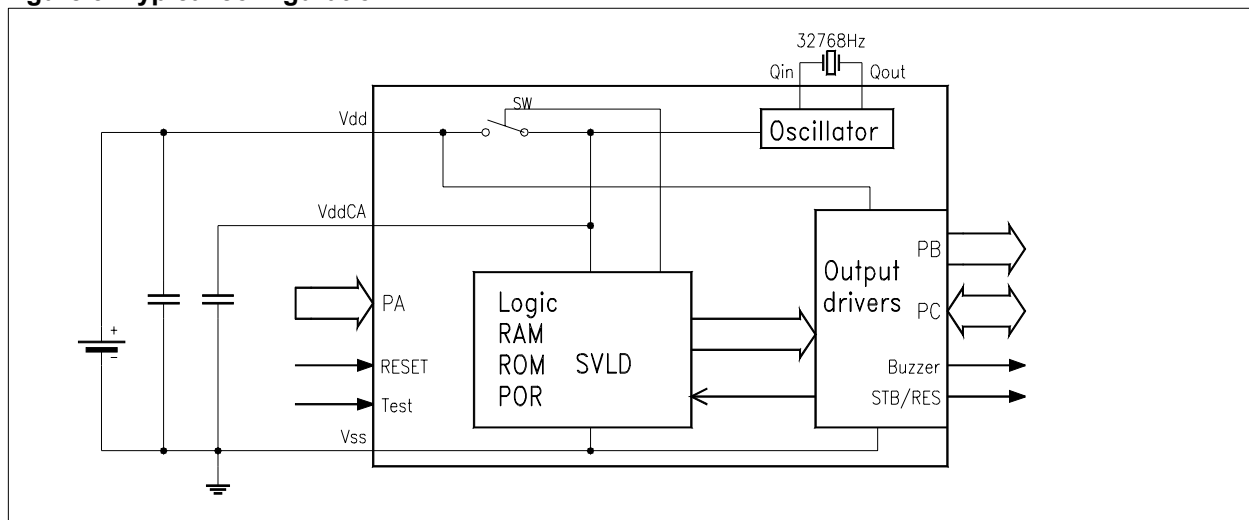 32768Hz
Qin
Qout
SW
Vdd
Oscillator
VddCA
PB
Output
drivers
PA
Logic
PC
RAM
RESET
ROM SVLD
Buzzer
Test
POR
STB/RES
Vss
+
-